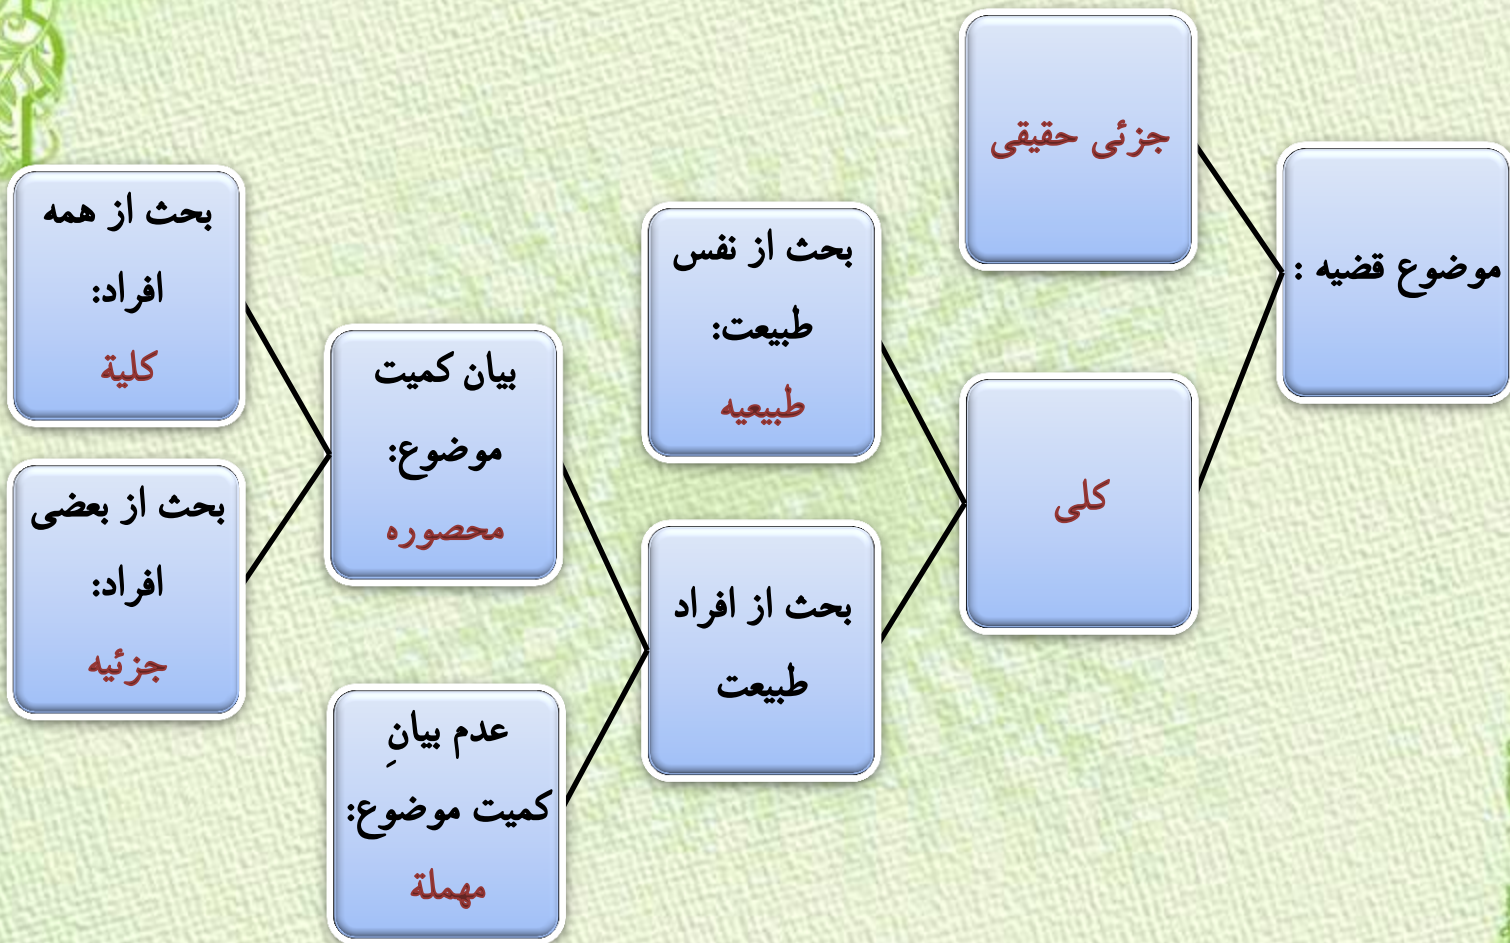 موضوع قضیه :
جزئی حقیقی
کلی
بحث از نفس
طبیعت:
طبیعیه
بحث از افراد
طبیعت
بیان کمیت
موضوع:
محصوره
عدم بیانِ
کمیت موضوع:
مهملة
بحث از همه
افراد:
کلیة
بحث از بعضی
افراد:
جزئیه